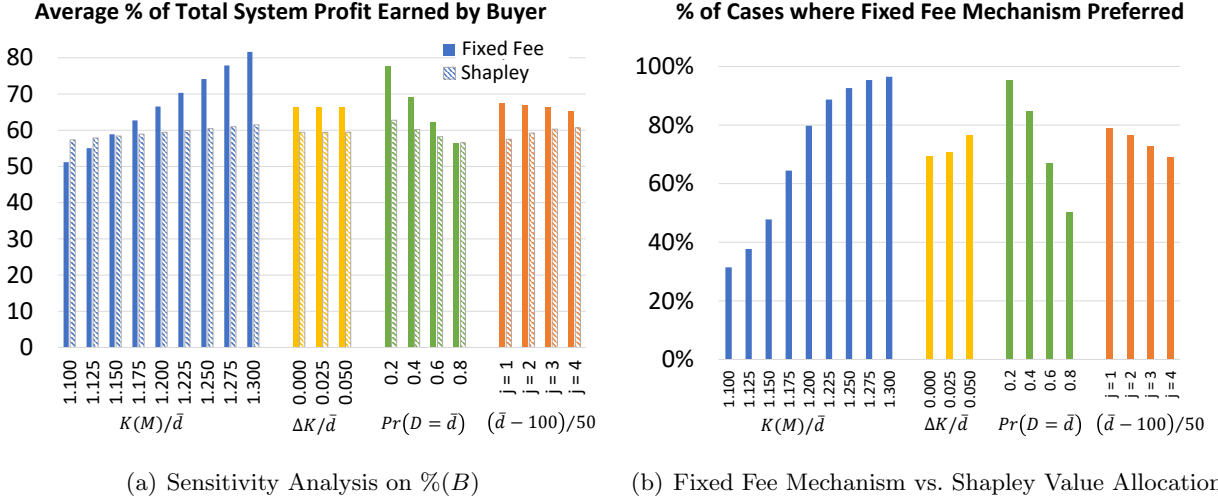 Average % of Total System Profit Earned by Buyer
Fixed Fee
Shapley
80
70
60
50
40
30
20
10
0
1.100
1.125
1.150
1.175
1.200
1.225
1.250
1.275
1.300
0.000
0.025
0.050
0.2
0.4
0.6
0.8
j = 1
j = 2
j = 3
j = 4
K(M)/d̄
ΔK/d̄
Pr(D = d̄)
(d̄ − 100)/50
(a) Sensitivity Analysis on %(B)
% of Cases where Fixed Fee Mechanism Preferred
100%
80%
60%
40%
20%
0%
1.100
1.125
1.150
1.175
1.200
1.225
1.250
1.275
1.300
0.000
0.025
0.050
0.2
0.4
0.6
0.8
j = 1
j = 2
j = 3
j = 4
K(M)/d̄
ΔK/d̄
Pr(D = d̄)
(d̄ − 100)/50
(b) Fixed Fee Mechanism vs. Shapley Value Allocation